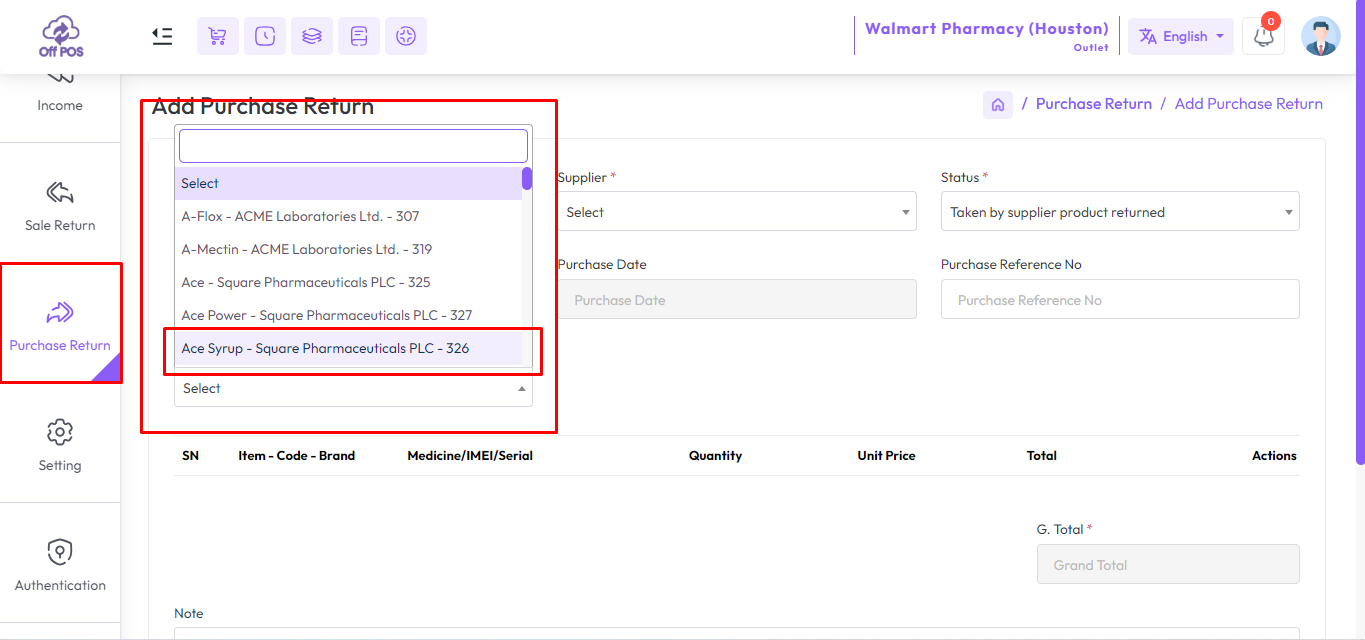 Off POS
Walmart Pharmacy (Houston)
Outlet
English
0
Income
Sale Return
Purchase Return
Setting
Authentication
Add Purchase Return
/ Purchase Return / Add Purchase Return
Select
A-Flox - ACME Laboratories Ltd. - 307
A-Mectin - ACME Laboratories Ltd. - 319
Ace - Square Pharmaceuticals PLC - 325
Ace Power - Square Pharmaceuticals PLC - 327
Ace Syrup - Square Pharmaceuticals PLC - 326
Select
Supplier *
Select
Status *
Taken by supplier product returned
Purchase Date
Purchase Date
Purchase Reference No
Purchase Reference No
SN Item - Code - Brand Medicine/IMEI/Serial Quantity Unit Price Total Actions
G. Total *
Grand Total
Note